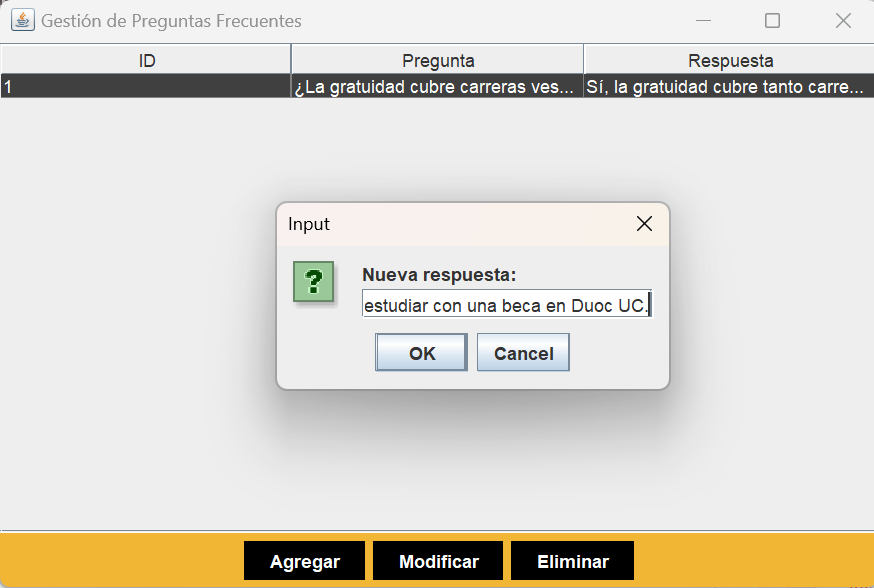 Gestión de Preguntas Frecuentes
ID Pregunta Respuesta
1 ¿La gratuidad cubre carreras ves... Sí, la gratuidad cubre tanto carre...
Input
?
Nueva respuesta:
estudiar con una beca en Duoc UC.
OK Cancel
Agregar Modificar Eliminar